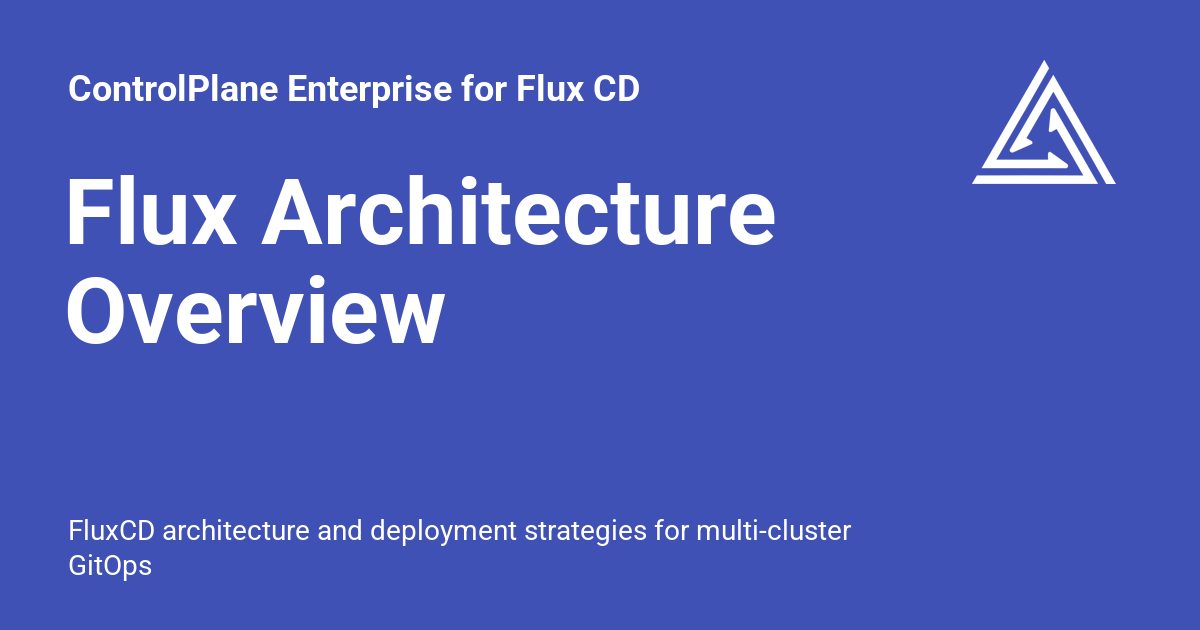 ControlPlane Enterprise for Flux CD
Flux Architecture
Overview
FluxCD architecture and deployment strategies for multi-cluster
GitOps